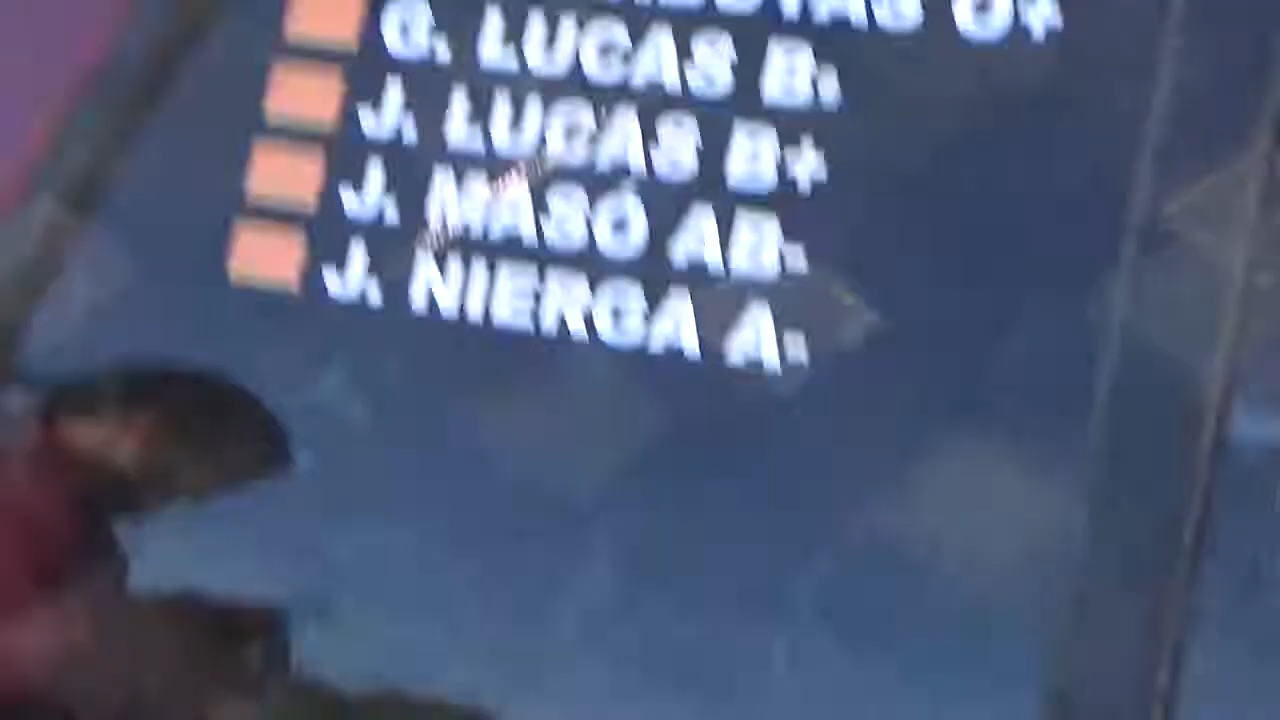 O+
G. LUCAS B+
J. LUCAS B+
J. MASÓ AB+
J. NIERGA A+